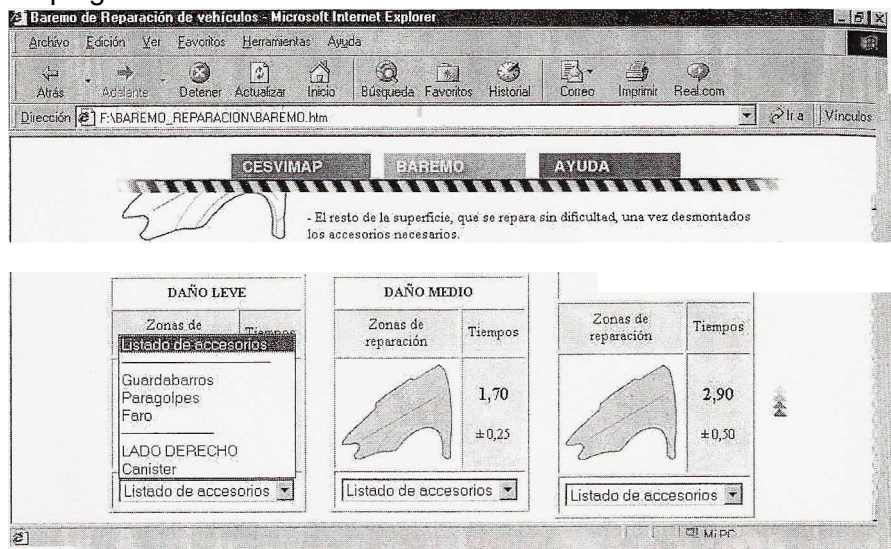 Baremo de Reparación de vehículos - Microsoft Internet Explorer
Archivo Edición Ver Favoritos Herramientas Ayuda
Atrás Adelante Detener Actualizar Inicio Búsqueda Favoritos Historial Correo Imprimir Real.com
Dirección F:\BAREMO_REPARACION\BAREMO.htm Ir a Vínculos
CESVIMAP BAREMO AYUDA
- El resto de la superficie, que se repara sin dificultad, una vez desmontados
los accesorios necesarios.
DAÑO LEVE DAÑO MEDIO
Zonas de Tiempos
Listado de accesorios
Guardabarros
Paragolpes
Faro
LADO DERECHO
Canister
Listado de accesorios
Zonas de
reparación Tiempos
1,70
±0,25
Listado de accesorios
Zonas de
reparación Tiempos
2,90
±0,50
Listado de accesorios
Mi PC